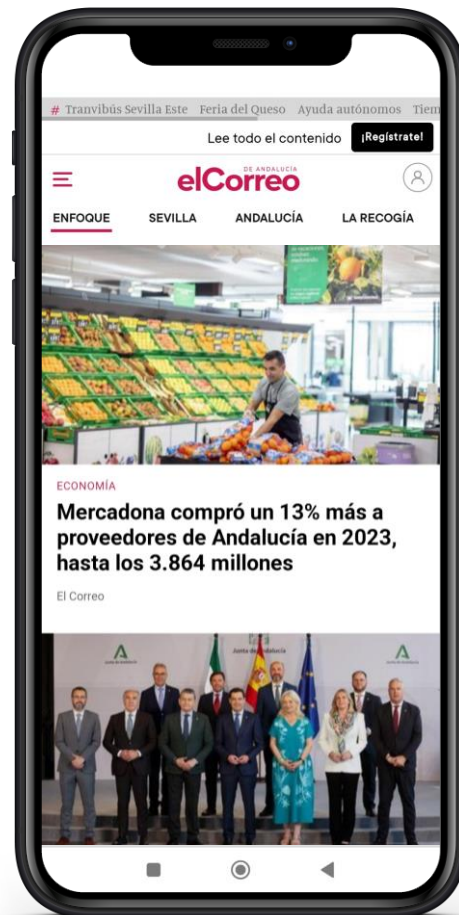 # Tranvibús Sevilla Este Feria del Queso Ayuda autónomos Tiem
Lee todo el contenido ¡Regístrate!
DE ANDALUCÍA
elCorreo
ENFOQUE SEVILLA ANDALUCÍA LA RECOGÍA
ECONOMÍA
Mercadona compró un 13% más a
proveedores de Andalucía en 2023,
hasta los 3.864 millones
El Correo
Junta de Andalucía